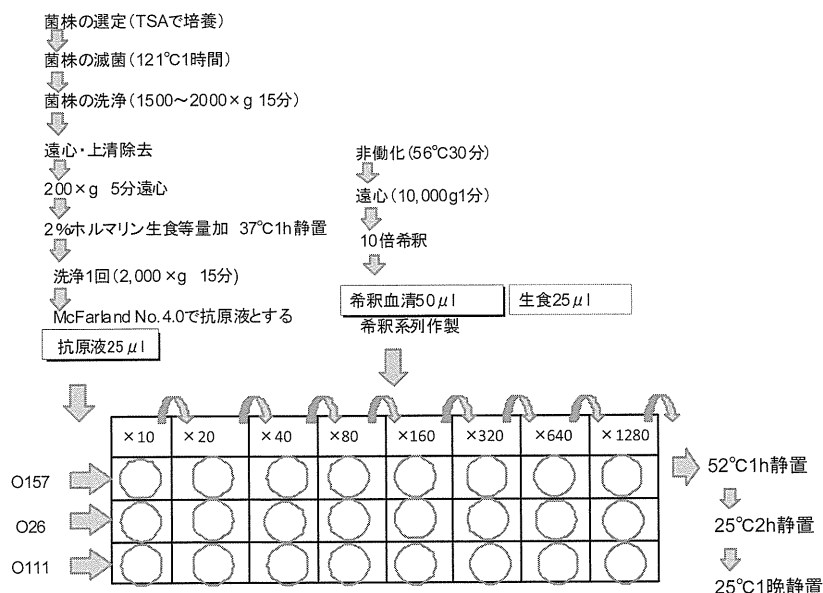 菌株の選定(TSAで培養)
菌株の滅菌(121℃1時間)
菌株の洗浄(1500～2000×g 15分)
遠心・上清除去
200×g 5分遠心
2%ホルマリン生食等量加 37℃1h静置
洗浄1回(2,000×g 15分)
McFarland No.4.0で抗原液とする
抗原液25μl
非働化(56℃30分)
遠心(10,000g1分)
10倍希釈
希釈血清50μl
生食25μl
希釈系列作製
×10 ×20 ×40 ×80 ×160 ×320 ×640 ×1280
O157
O26
O111
52℃1h静置
25℃2h静置
25℃1晩静置